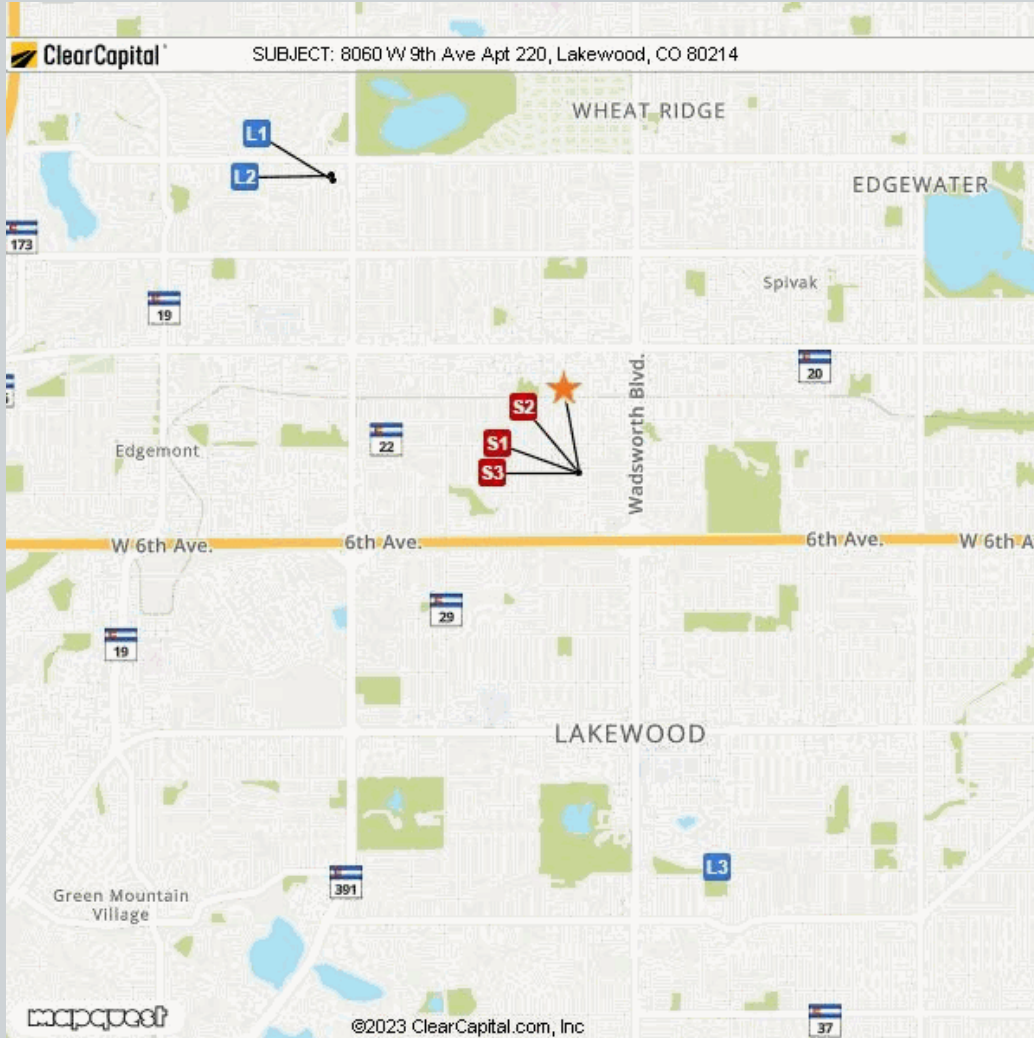 ClearCapital
SUBJECT: 8060 W 9th Ave Apt 220, Lakewood, CO 80214
WHEAT RIDGE
L1
L2
EDGEWATER
173
Spivak
19
20
Wadsworth Blvd.
S2
22
S1
Edgemont
S3
W 6th Ave.
6th Ave.
6th Ave.
W 6th A
29
19
LAKEWOOD
L3
391
Green Mountain
Village
mapquest
©2023 ClearCapital.com, Inc
37